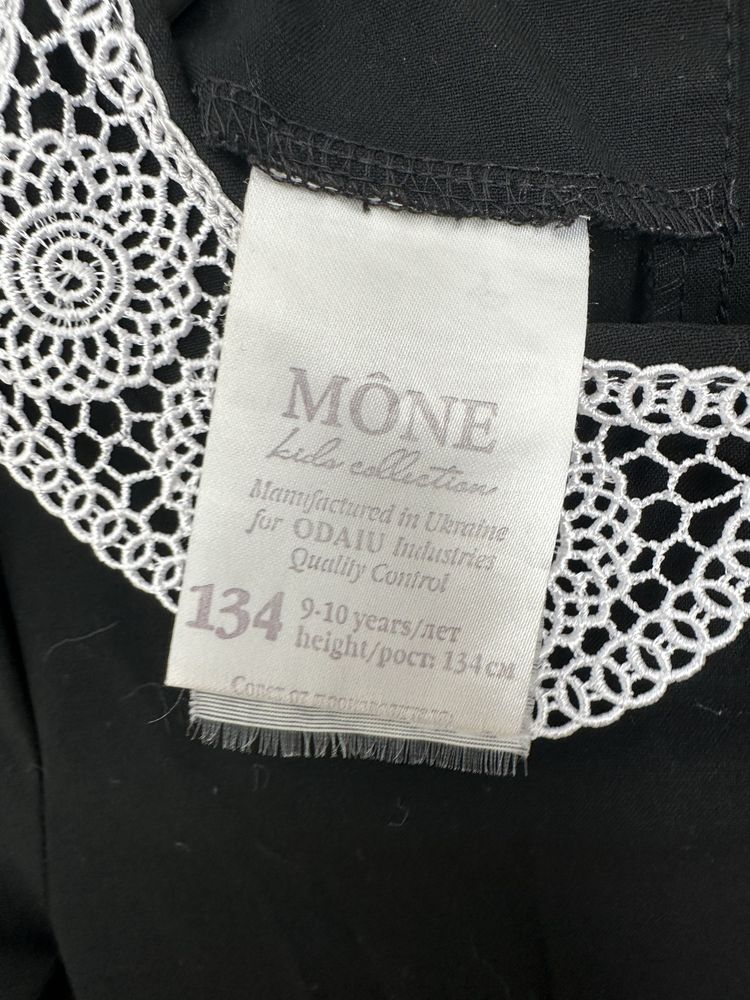 MÔNE
kids collection
Manufactured in Ukraine
for ODAIU Industries
Quality Control
134 9-10 years/лет
height/рост: 134 см